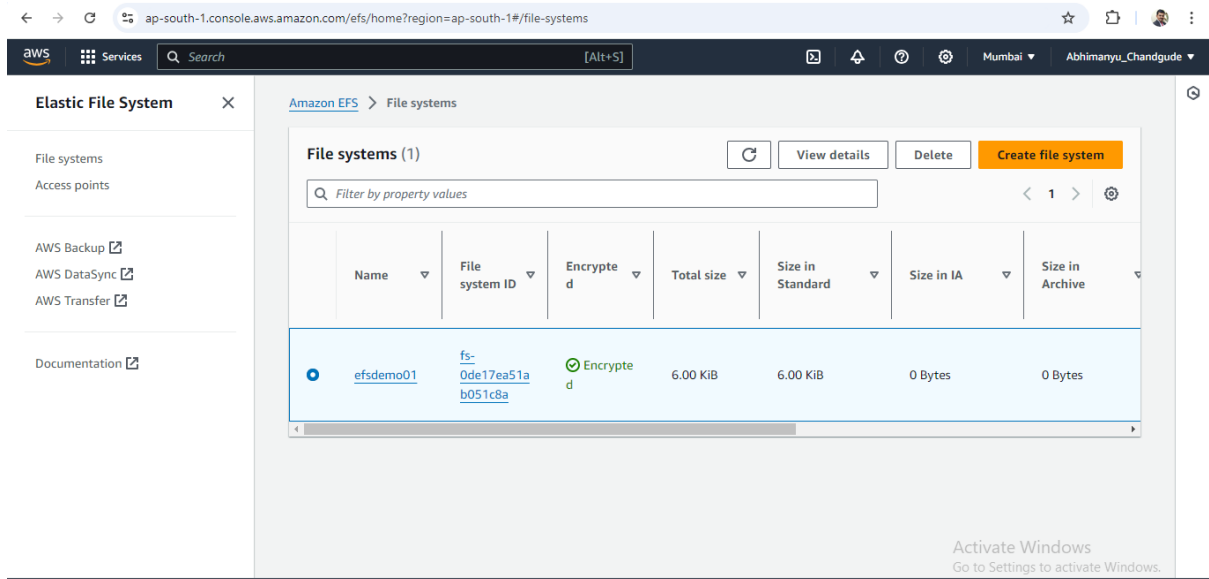 ap-south-1.console.aws.amazon.com/efs/home?region=ap-south-1#/file-systems
aws Services Search [Alt+S] Mumbai ▼ Abhimanyu_Chandgude ▼
Elastic File System
File systems
Access points
AWS Backup
AWS DataSync
AWS Transfer
Documentation
Amazon EFS > File systems
File systems (1)
View details
Delete
Create file system
Filter by property values
< 1 >
Name
File
system ID
Encrypte
d
Total size
Size in
Standard
Size in IA
Size in
Archive
efsdemo01
fs-
0de17ea51a
b051c8a
Encrypte
d
6.00 KiB
6.00 KiB
0 Bytes
0 Bytes
Activate Windows
Go to Settings to activate Windows.